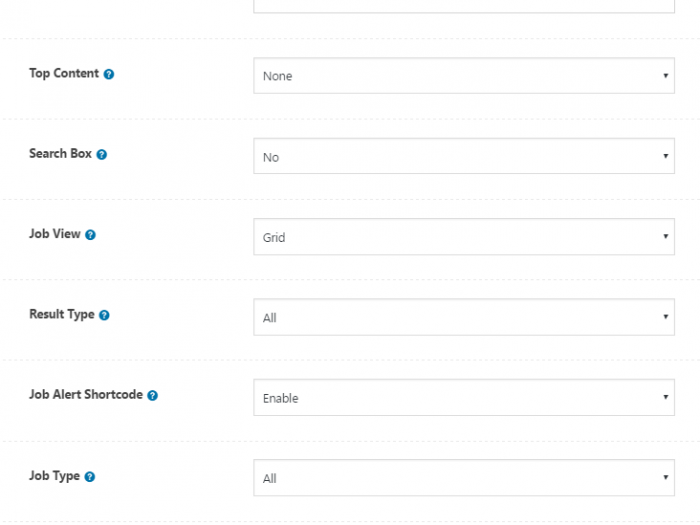 Top Content ?
None
Search Box ?
No
Job View ?
Grid
Result Type ?
All
Job Alert Shortcode ?
Enable
Job Type ?
All